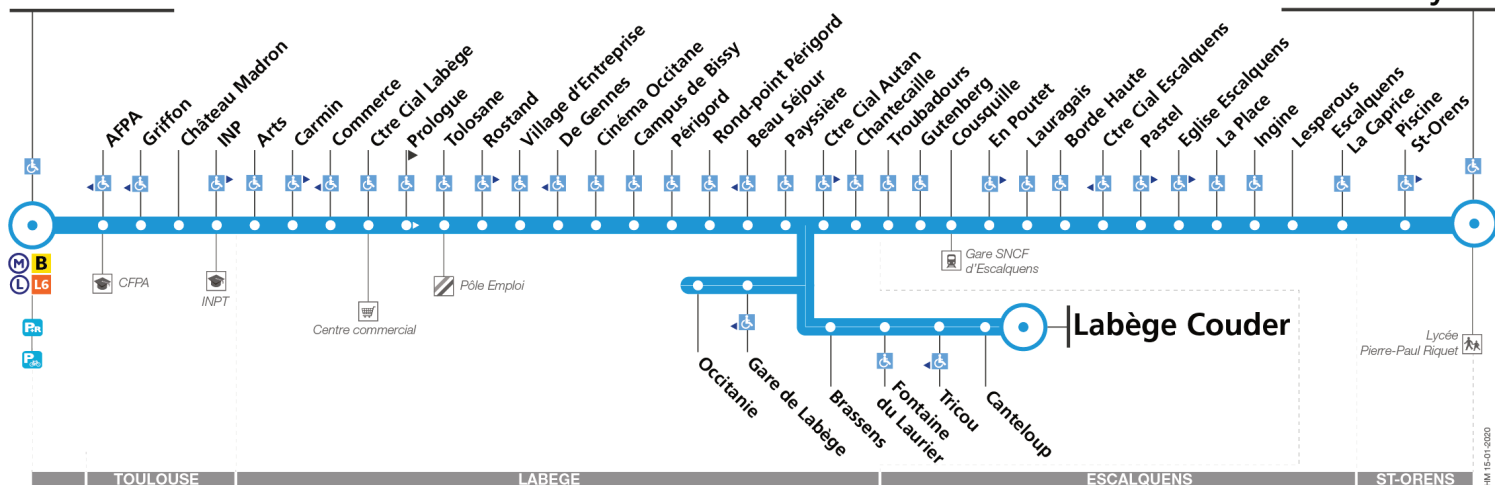 AFPA
Griffon
Château Madron
INP
Arts
Carmin
Commerce
Ctre Cial Labège
Prologue
Tolosane
Rostand
Village d'Entreprise
De Gennes
Cinéma Occitane
Campus de Bissy
Périgord
Rond-point Périgord
Beau Séjour
Payssière
Ctre Cial Autan
Chantecaille
Troubadours
Gutenberg
Cousquille
En Poutet
Lauragais
Borde Haute
Ctre Cial Escalquens
Pastel
Eglise Escalquens
La Place
Ingine
Lesperous
Escalquens
La Caprice
Piscine
St-Orens
M B
L L6
P+R
P
CFPA
INPT
Centre commercial
Pôle Emploi
Gare SNCF
d'Escalquens
Lycée
Pierre-Paul Riquet
Labège Couder
Occitanie
Gare de Labège
Brassens
Fontaine
du Laurier
Tricou
Canteloup
TOULOUSE
LABEGE
ESCALQUENS
ST-ORENS
HM 15-01-2020